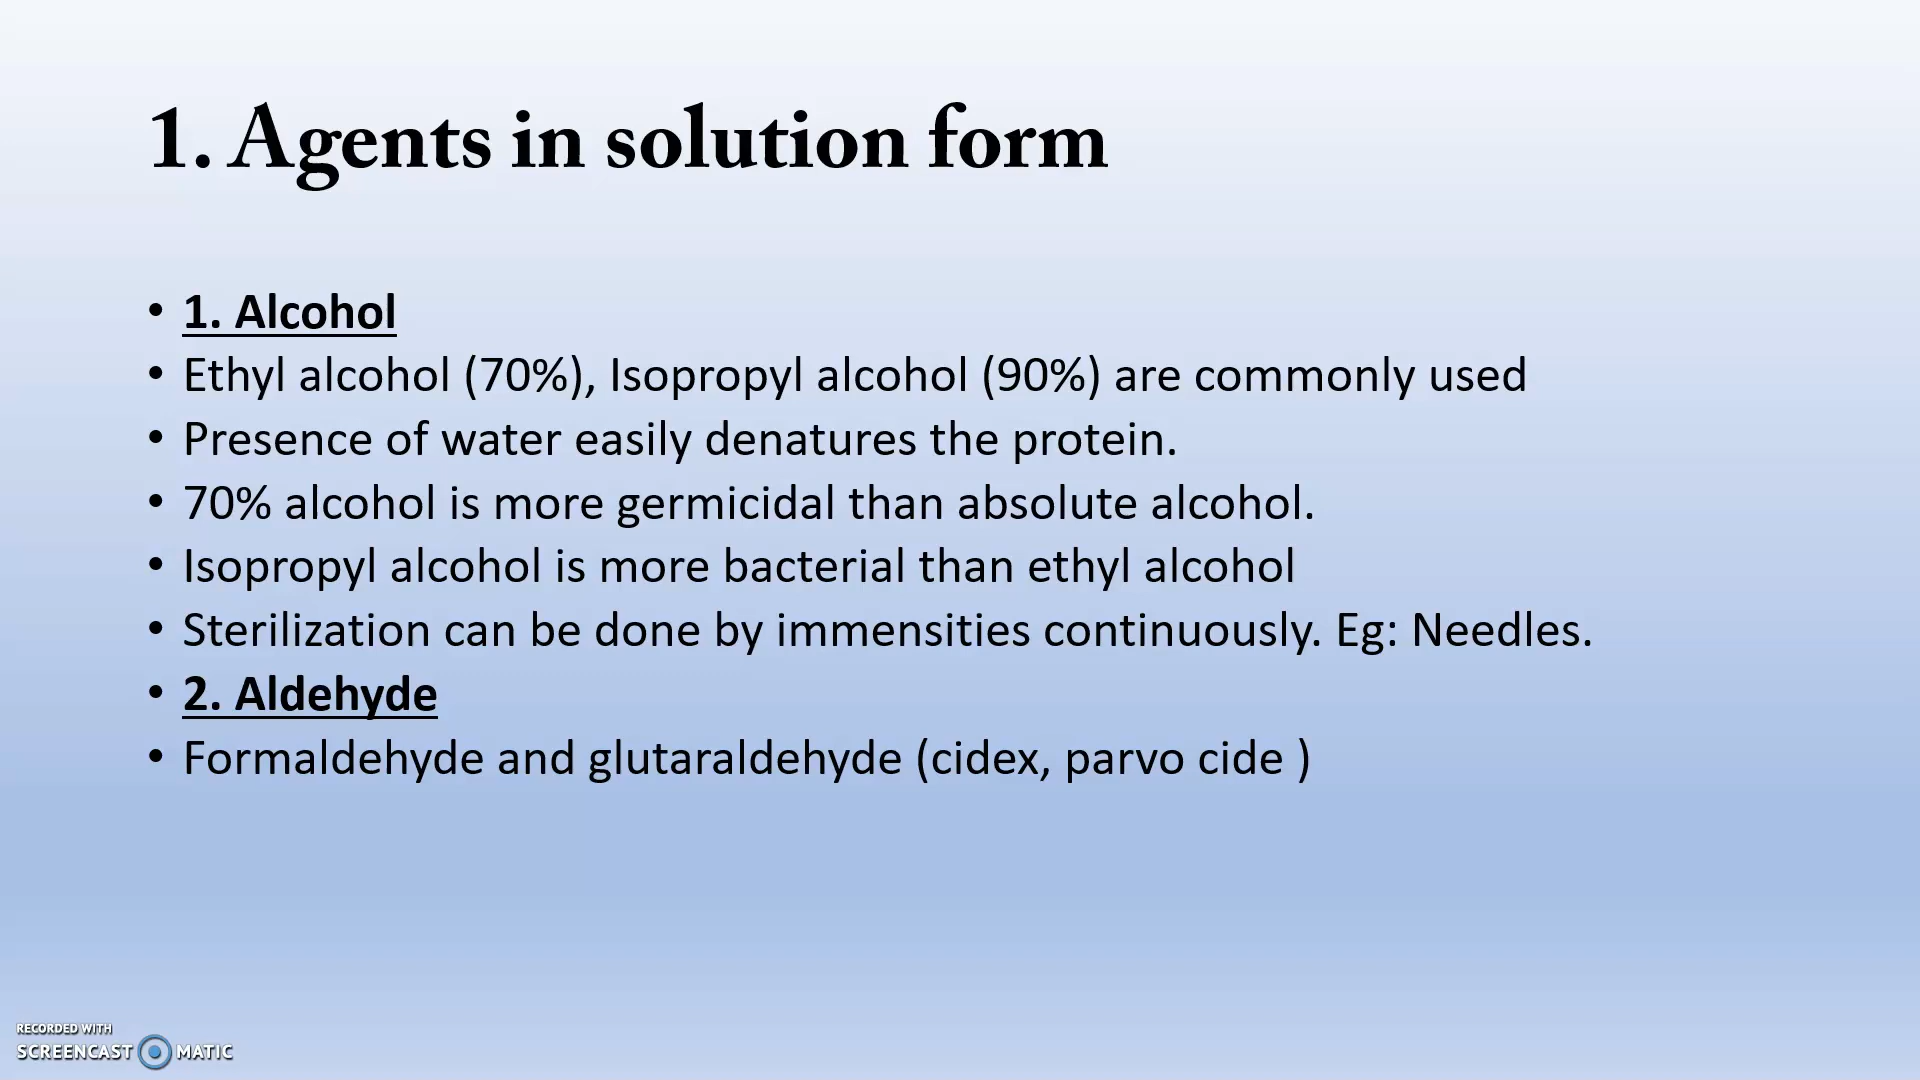 1. Agents in solution form
• 1. Alcohol
• Ethyl alcohol (70%), Isopropyl alcohol (90%) are commonly used
• Presence of water easily denatures the protein.
• 70% alcohol is more germicidal than absolute alcohol.
• Isopropyl alcohol is more bacterial than ethyl alcohol
• Sterilization can be done by immensities continuously. Eg: Needles.
• 2. Aldehyde
• Formaldehyde and glutaraldehyde (cidex, parvo cide )
RECORDED WITH
SCREENCAST MATIC